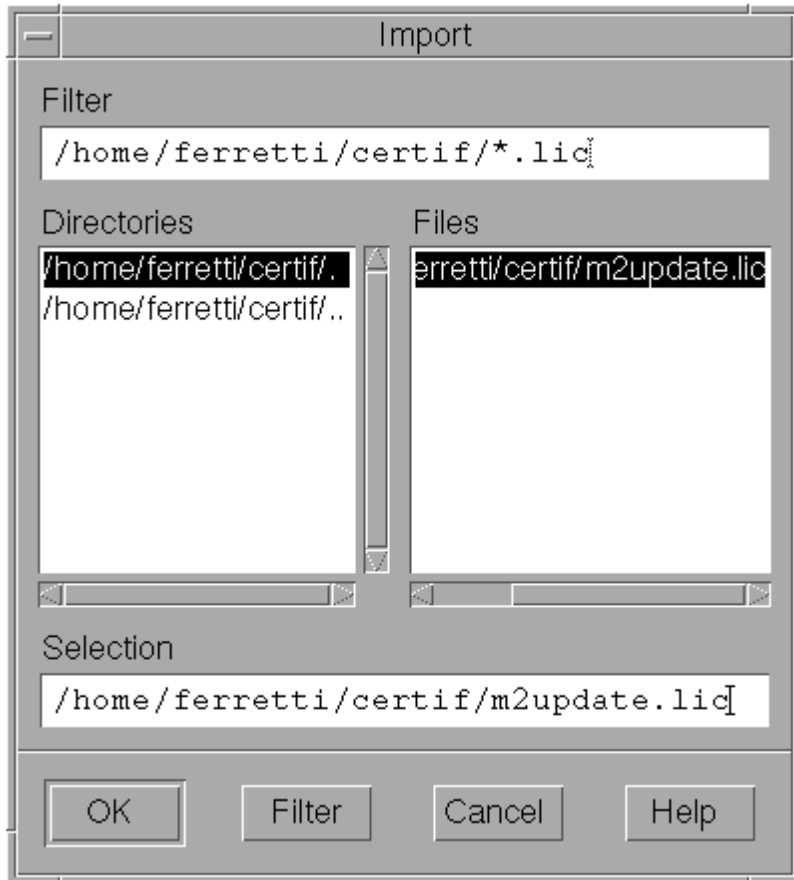 Import
Filter
/home/ferretti/certif/*.lic
Directories
/home/ferretti/certif/.
/home/ferretti/certif/..
Files
erretti/certif/m2update.lic
Selection
/home/ferretti/certif/m2update.lic
OK
Filter
Cancel
Help